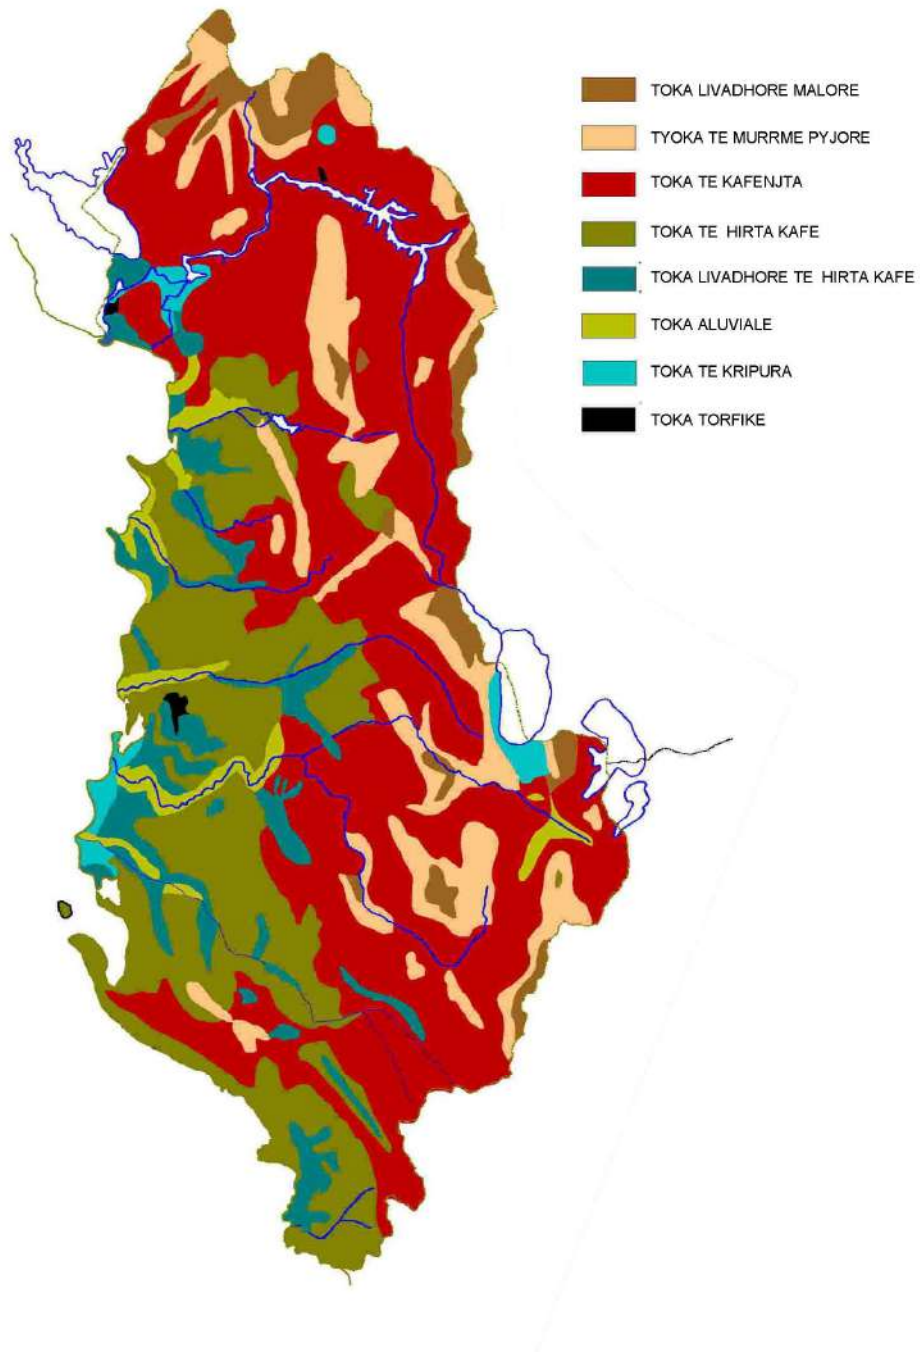 TOKA LIVADHORE MALORE
TYOKA TE MURRME PYJORE
TOKA TE KAFENJTA
TOKA TE HIRTA KAFE
TOKA LIVADHORE TE HIRTA KAFE
TOKA ALUVIALE
TOKA TE KRIPURA
TOKA TORFIKE